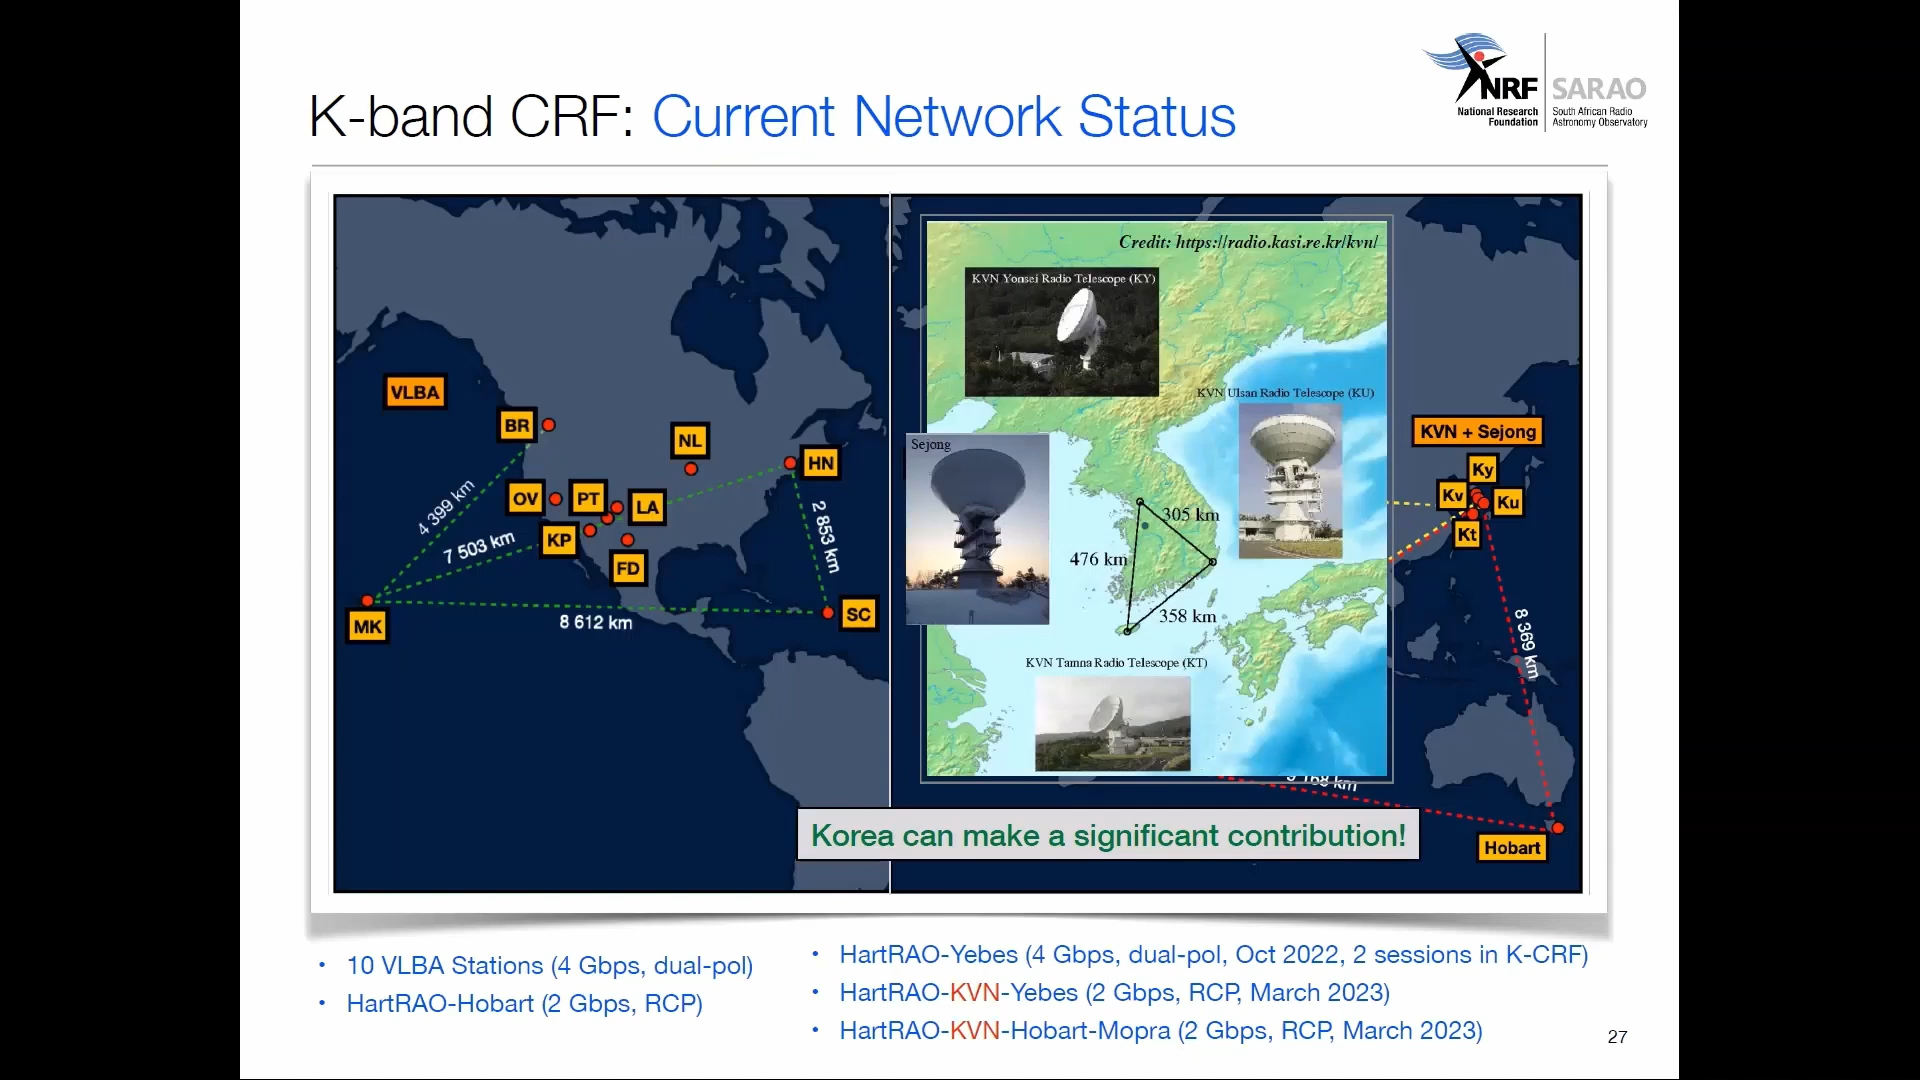 K-band CRF: Current Network Status
NRF
National Research
Foundation
SARAO
South African Radio
Astronomy Observatory
VLBA
BR
NL
HN
OV
PT
LA
KP
FD
MK
SC
4 399 km
7 503 km
2 853 km
8 612 km
Credit: https://radio.kasi.re.kr/kvn/
KVN Yonsei Radio Telescope (KY)
KVN Ulsan Radio Telescope (KU)
Sejong
305 km
476 km
358 km
KVN Tamna Radio Telescope (KT)
KVN + Sejong
Ky
Kv
Ku
Kt
8 369 km
9 168 km
Hobart
Korea can make a significant contribution!
• 10 VLBA Stations (4 Gbps, dual-pol)
• HartRAO-Hobart (2 Gbps, RCP)
• HartRAO-Yebes (4 Gbps, dual-pol, Oct 2022, 2 sessions in K-CRF)
• HartRAO-KVN-Yebes (2 Gbps, RCP, March 2023)
• HartRAO-KVN-Hobart-Mopra (2 Gbps, RCP, March 2023)
27